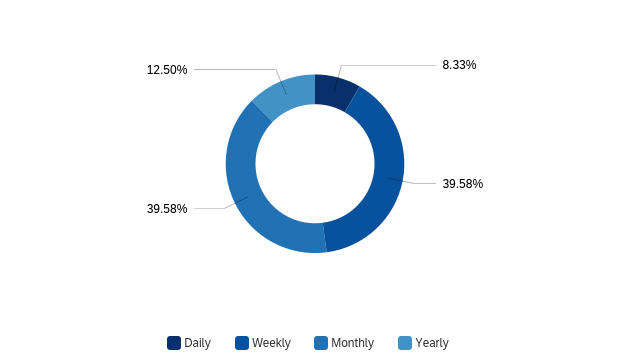 12.50%
8.33%
39.58%
39.58%
Daily
Weekly
Monthly
Yearly